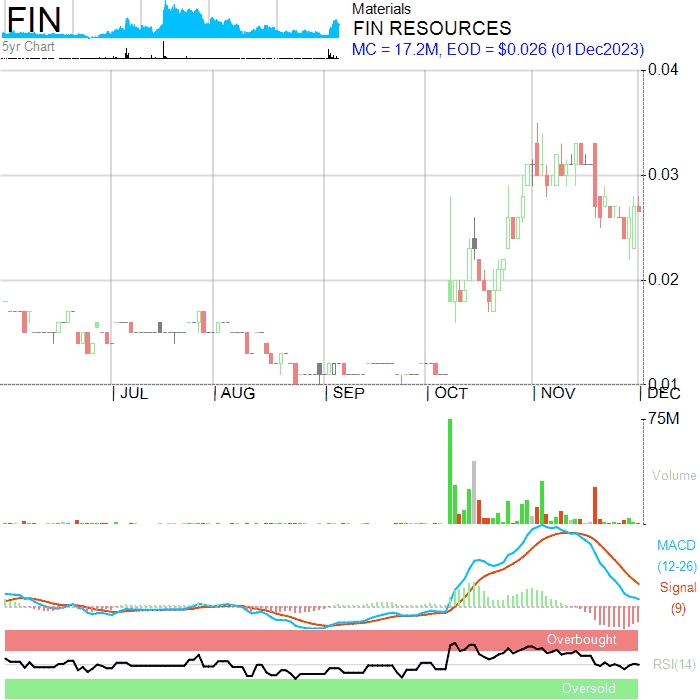 FIN
5yr Chart
Materials
FIN RESOURCES
MC = 17.2M, EOD = $0.026 (01Dec2023)
0.04
0.03
0.02
0.01
JUL
AUG
SEP
OCT
NOV
DEC
75M
Volume
MACD
(12-26)
Signal
(9)
Overbought
RSI(14)
Oversold